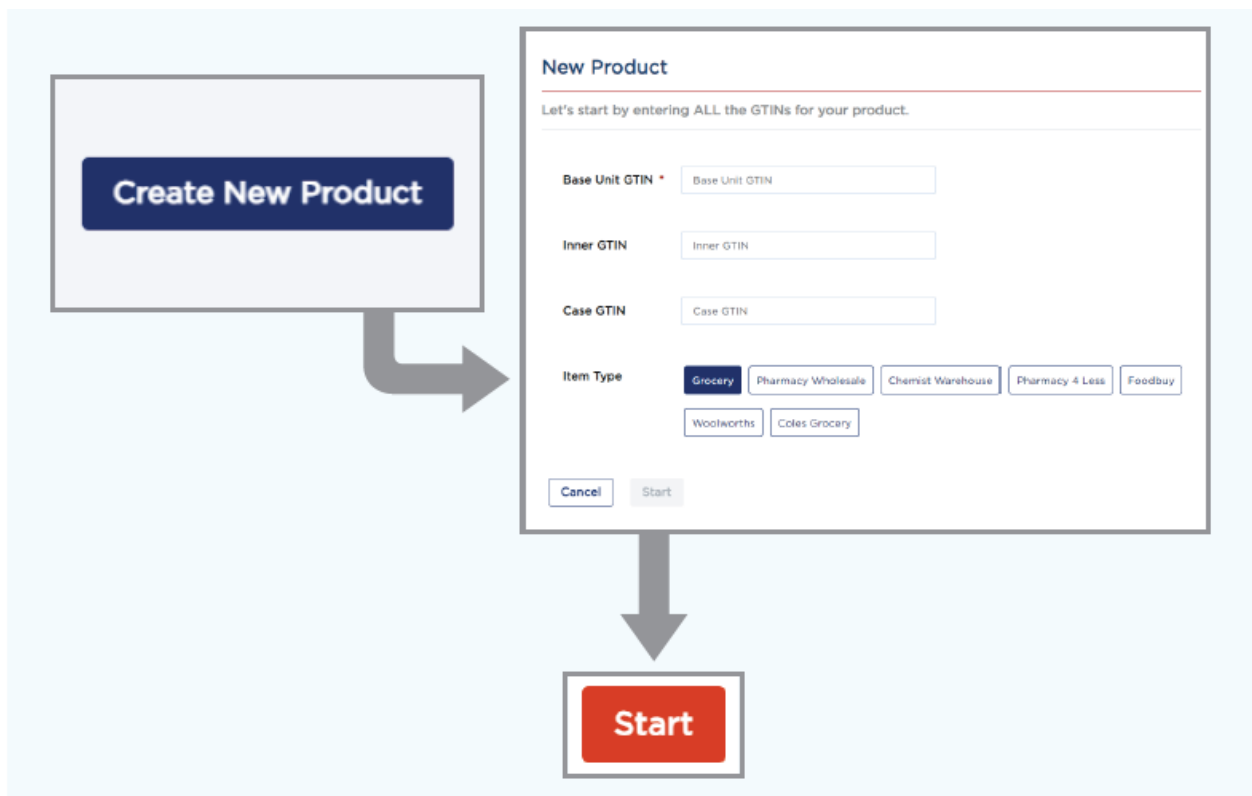 Create New Product
New Product
Let's start by entering ALL the GTINs for your product.
Base Unit GTIN * Base Unit GTIN
Inner GTIN Inner GTIN
Case GTIN Case GTIN
Item Type Grocery Pharmacy Wholesale Chemist Warehouse Pharmacy 4 Less Foodbuy
Woolworths Coles Grocery
Cancel Start
Start